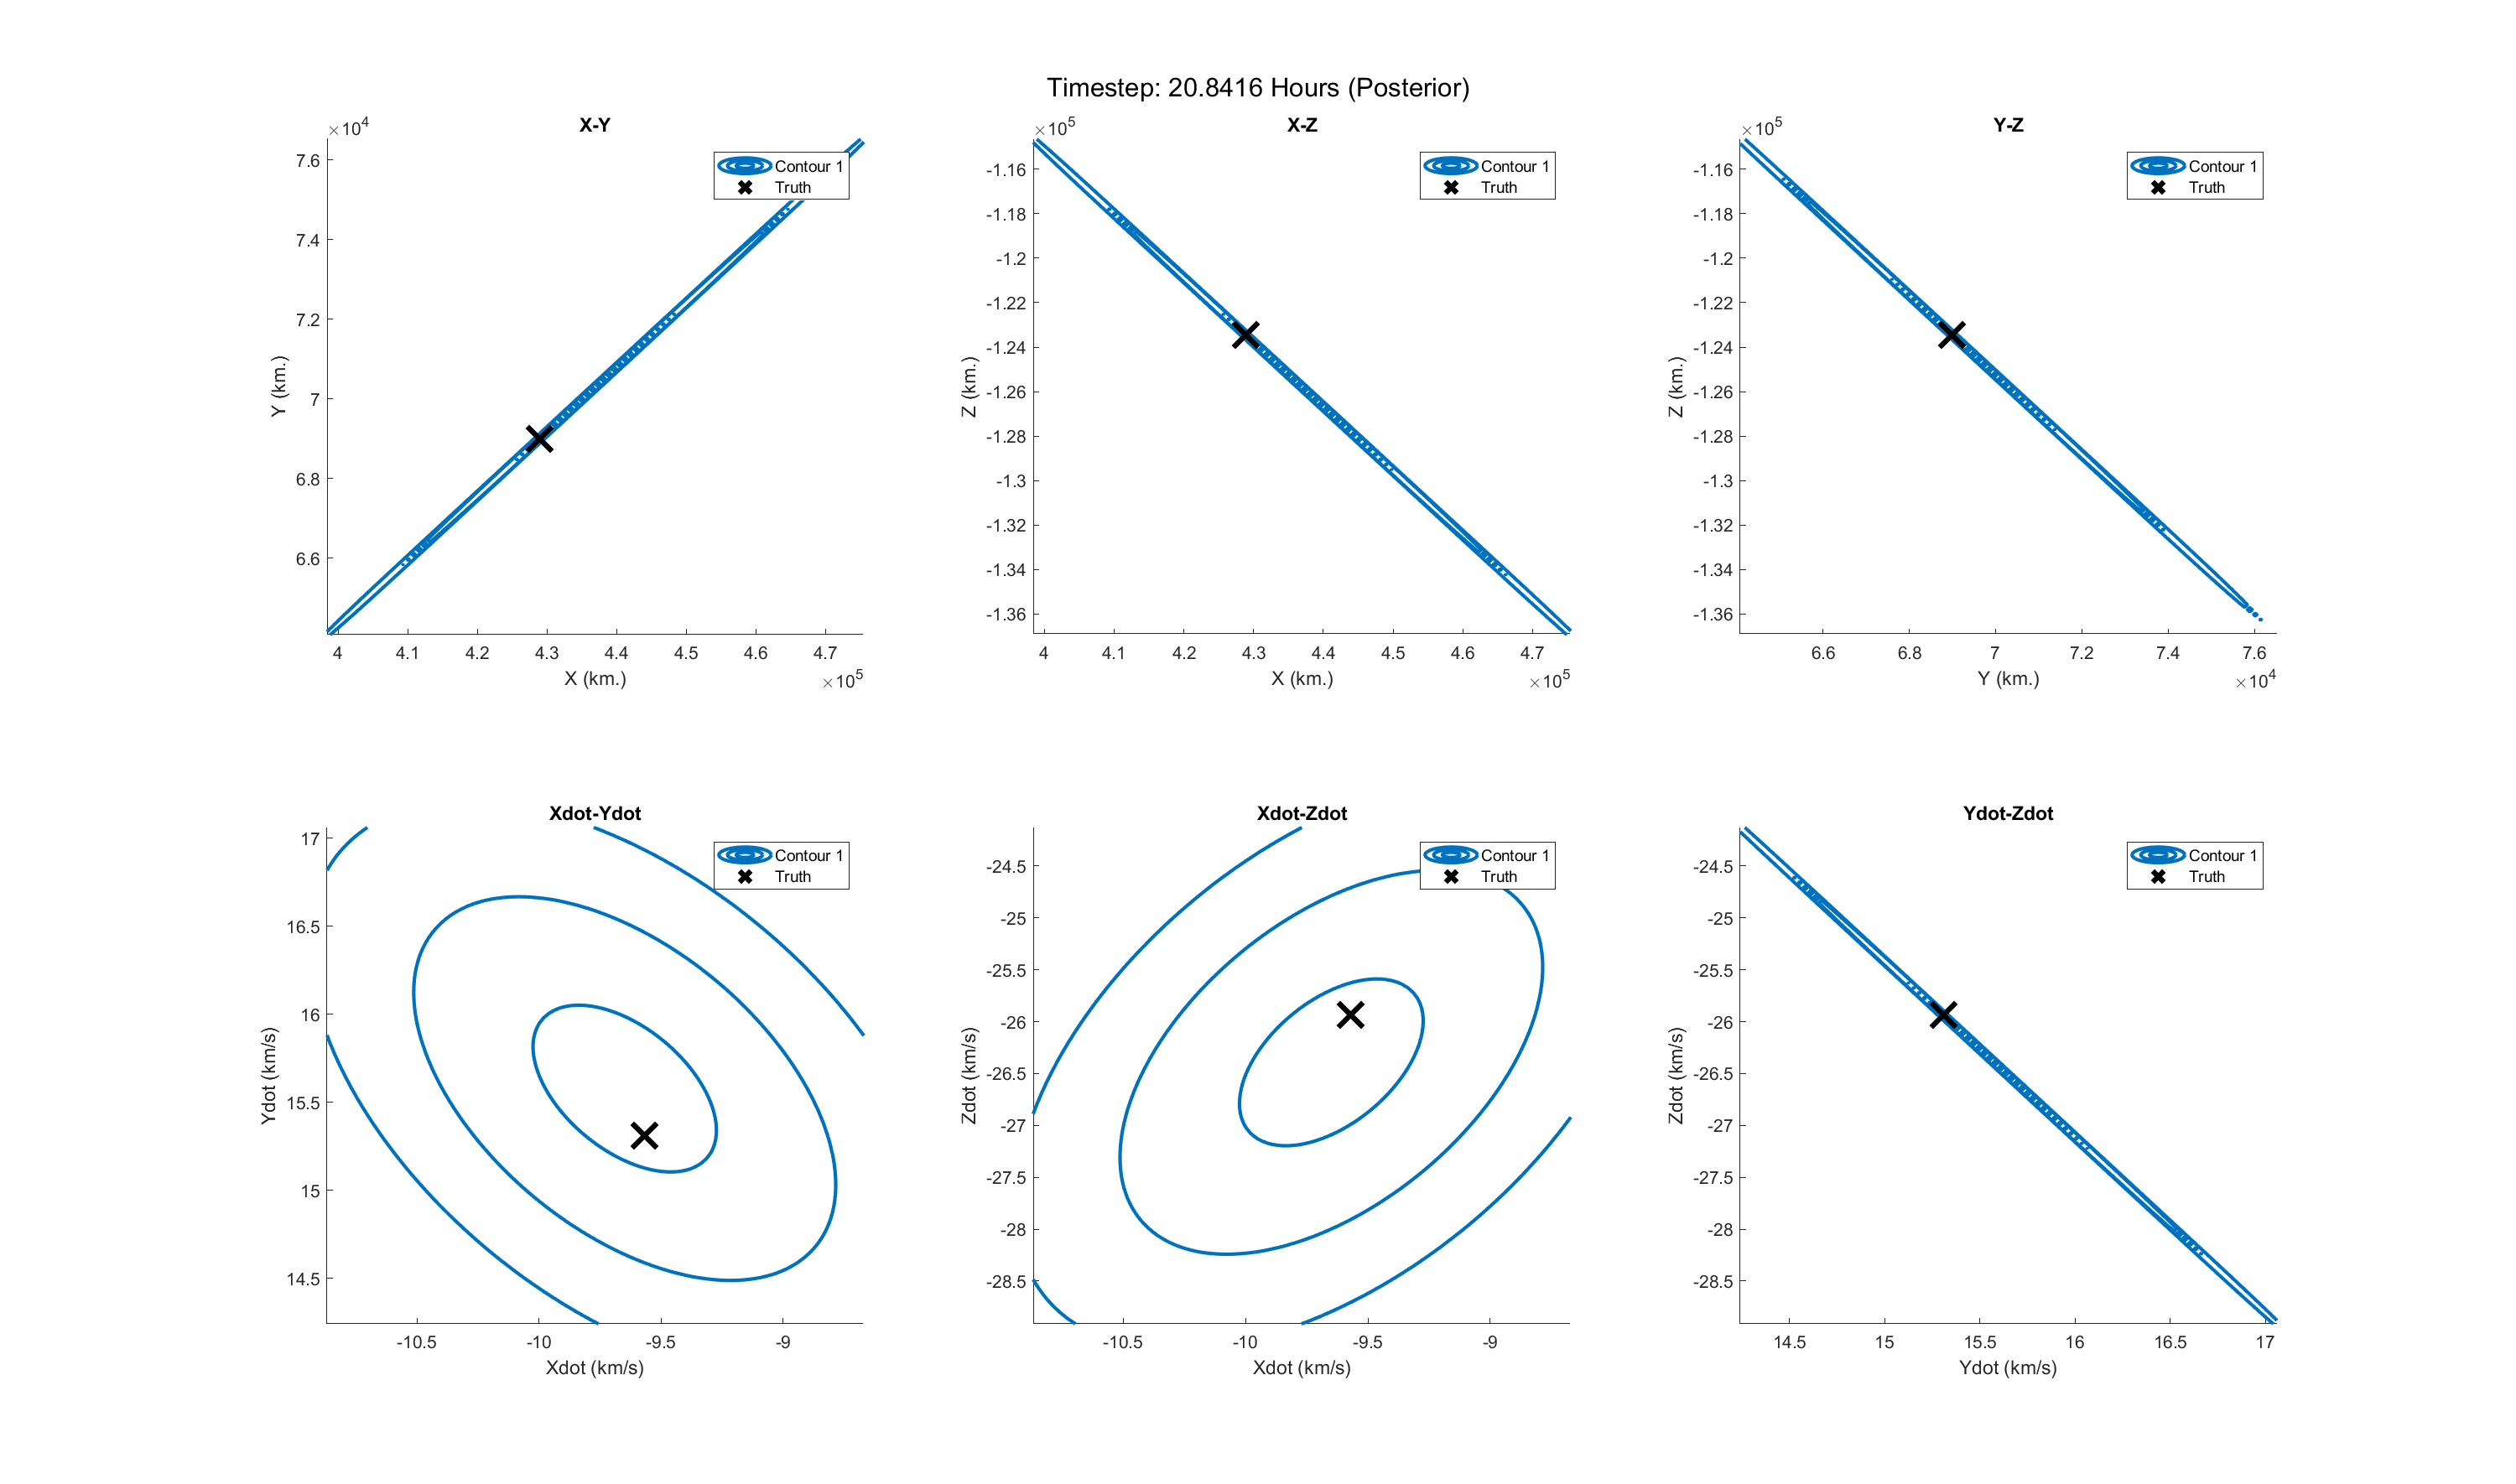 Timestep: 20.8416 Hours (Posterior)
X-Y
×10^4
7.6
7.4
7.2
7
6.8
6.6
Y (km.)
4 4.1 4.2 4.3 4.4 4.5 4.6 4.7
X (km.)
×10^5
Contour 1
Truth
X-Z
×10^5
-1.16
-1.18
-1.2
-1.22
-1.24
-1.26
-1.28
-1.3
-1.32
-1.34
-1.36
Z (km.)
4 4.1 4.2 4.3 4.4 4.5 4.6 4.7
X (km.)
×10^5
Contour 1
Truth
Y-Z
×10^5
-1.16
-1.18
-1.2
-1.22
-1.24
-1.26
-1.28
-1.3
-1.32
-1.34
-1.36
Z (km.)
6.6 6.8 7 7.2 7.4 7.6
Y (km.)
×10^4
Contour 1
Truth
Xdot-Ydot
17
16.5
16
15.5
15
14.5
Ydot (km/s)
-10.5 -10 -9.5 -9
Xdot (km/s)
Contour 1
Truth
Xdot-Zdot
-24.5
-25
-25.5
-26
-26.5
-27
-27.5
-28
-28.5
Zdot (km/s)
-10.5 -10 -9.5 -9
Xdot (km/s)
Contour 1
Truth
Ydot-Zdot
-24.5
-25
-25.5
-26
-26.5
-27
-27.5
-28
-28.5
Zdot (km/s)
14.5 15 15.5 16 16.5 17
Ydot (km/s)
Contour 1
Truth